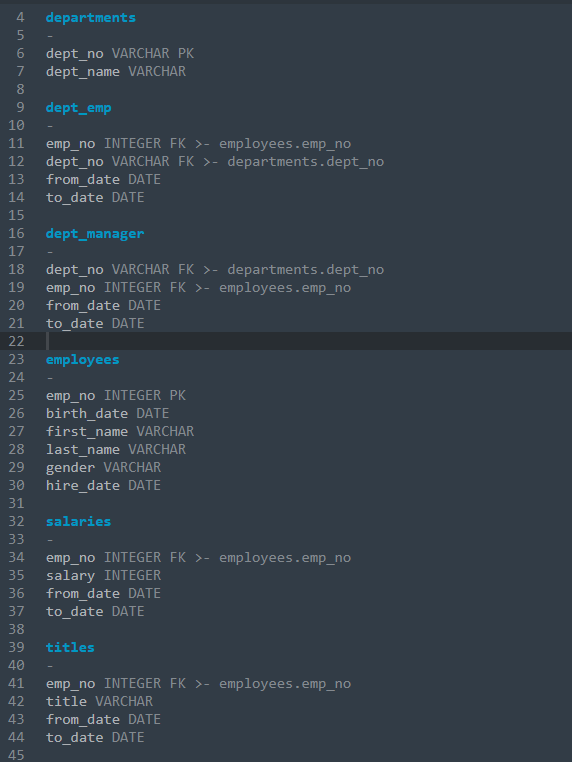 4 departments
5 -
6 dept_no VARCHAR PK
7 dept_name VARCHAR
8
9 dept_emp
10 -
11 emp_no INTEGER FK >- employees.emp_no
12 dept_no VARCHAR FK >- departments.dept_no
13 from_date DATE
14 to_date DATE
15
16 dept_manager
17 -
18 dept_no VARCHAR FK >- departments.dept_no
19 emp_no INTEGER FK >- employees.emp_no
20 from_date DATE
21 to_date DATE
22
23 employees
24 -
25 emp_no INTEGER PK
26 birth_date DATE
27 first_name VARCHAR
28 last_name VARCHAR
29 gender VARCHAR
30 hire_date DATE
31
32 salaries
33 -
34 emp_no INTEGER FK >- employees.emp_no
35 salary INTEGER
36 from_date DATE
37 to_date DATE
38
39 titles
40 -
41 emp_no INTEGER FK >- employees.emp_no
42 title VARCHAR
43 from_date DATE
44 to_date DATE
45